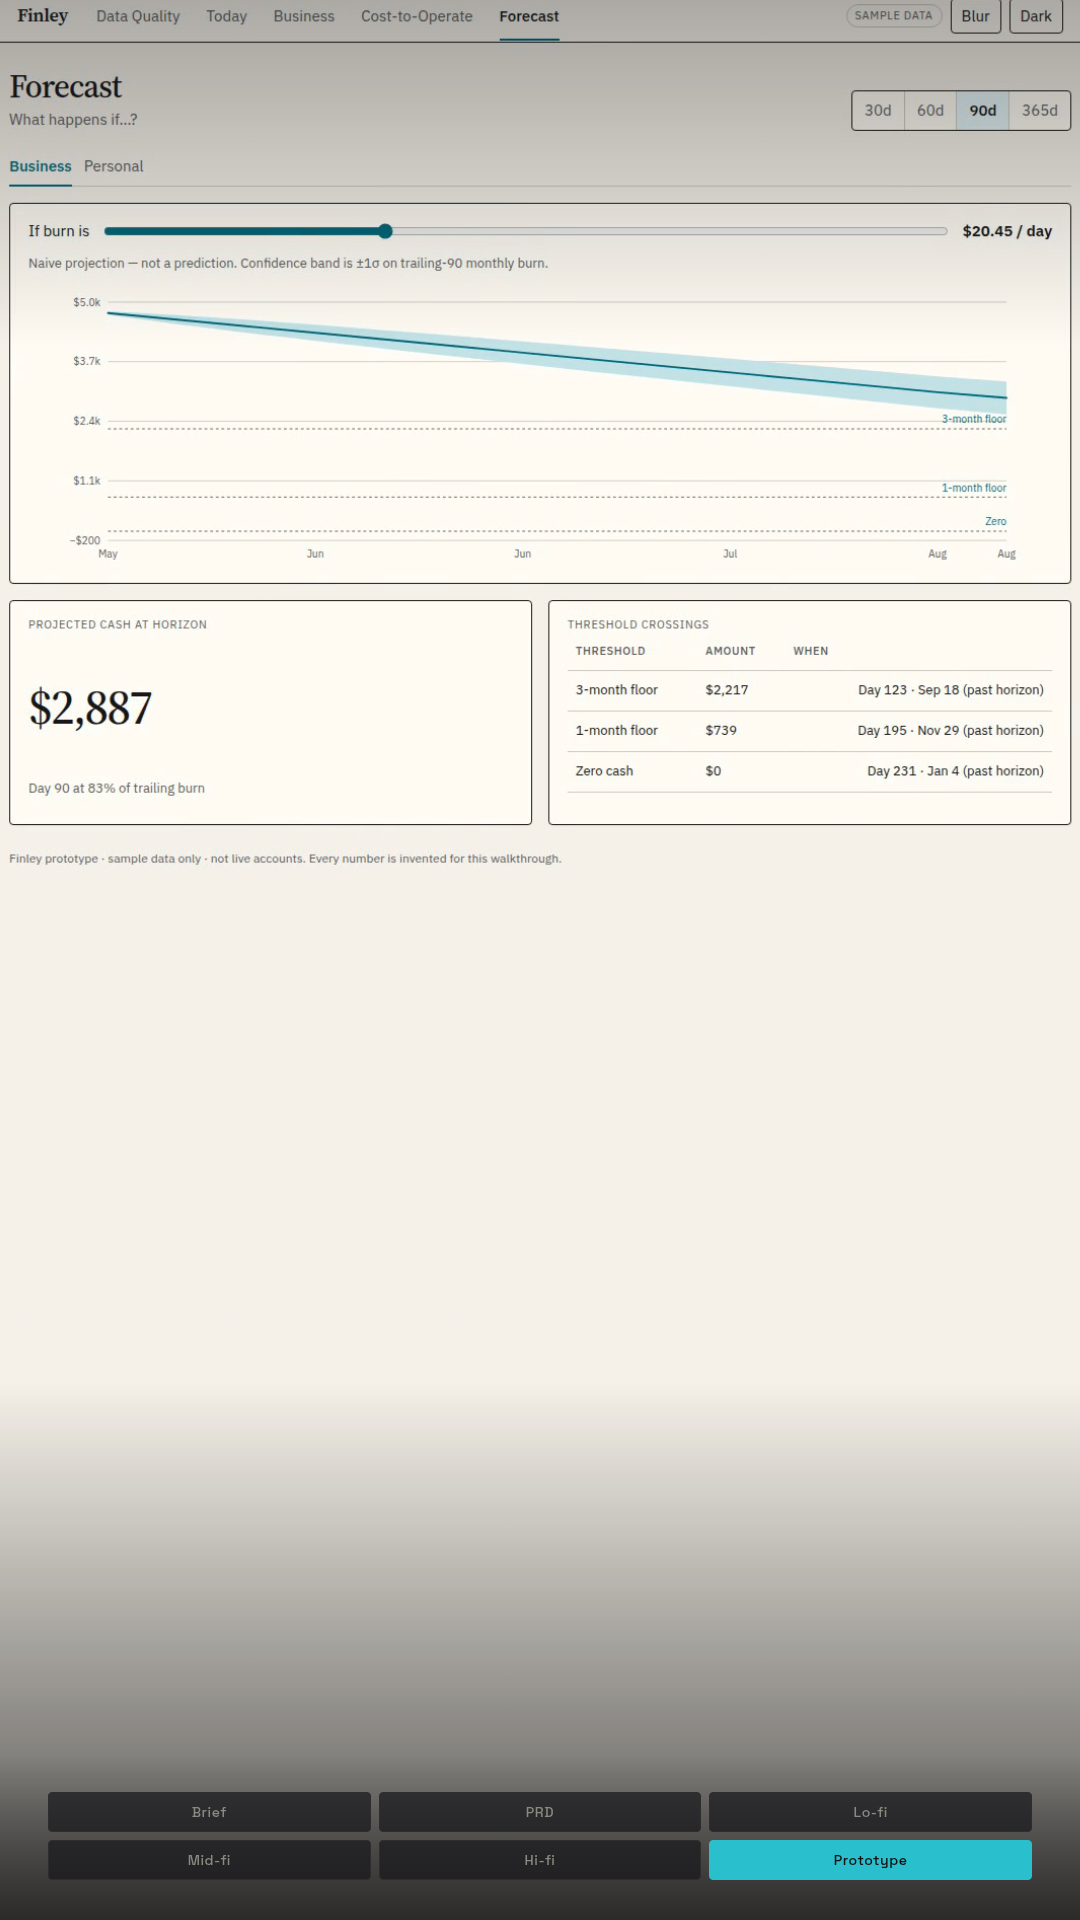 Finley Data Quality Today Business Cost-to-Operate Forecast SAMPLE DATA Blur Dark
Forecast
What happens if...?
30d 60d 90d 365d
Business Personal
If burn is $20.45 / day
Naive projection — not a prediction. Confidence band is ±1σ on trailing-90 monthly burn.
$5.0k
$3.7k
$2.4k
3-month floor
$1.1k
1-month floor
Zero
−$200
May Jun Jun Jul Aug Aug
PROJECTED CASH AT HORIZON
$2,887
Day 90 at 83% of trailing burn
THRESHOLD CROSSINGS
THRESHOLD AMOUNT WHEN
3-month floor $2,217 Day 123 · Sep 18 (past horizon)
1-month floor $739 Day 195 · Nov 29 (past horizon)
Zero cash $0 Day 231 · Jan 4 (past horizon)
Finley prototype · sample data only · not live accounts. Every number is invented for this walkthrough.
Brief PRD Lo-fi
Mid-fi Hi-fi Prototype